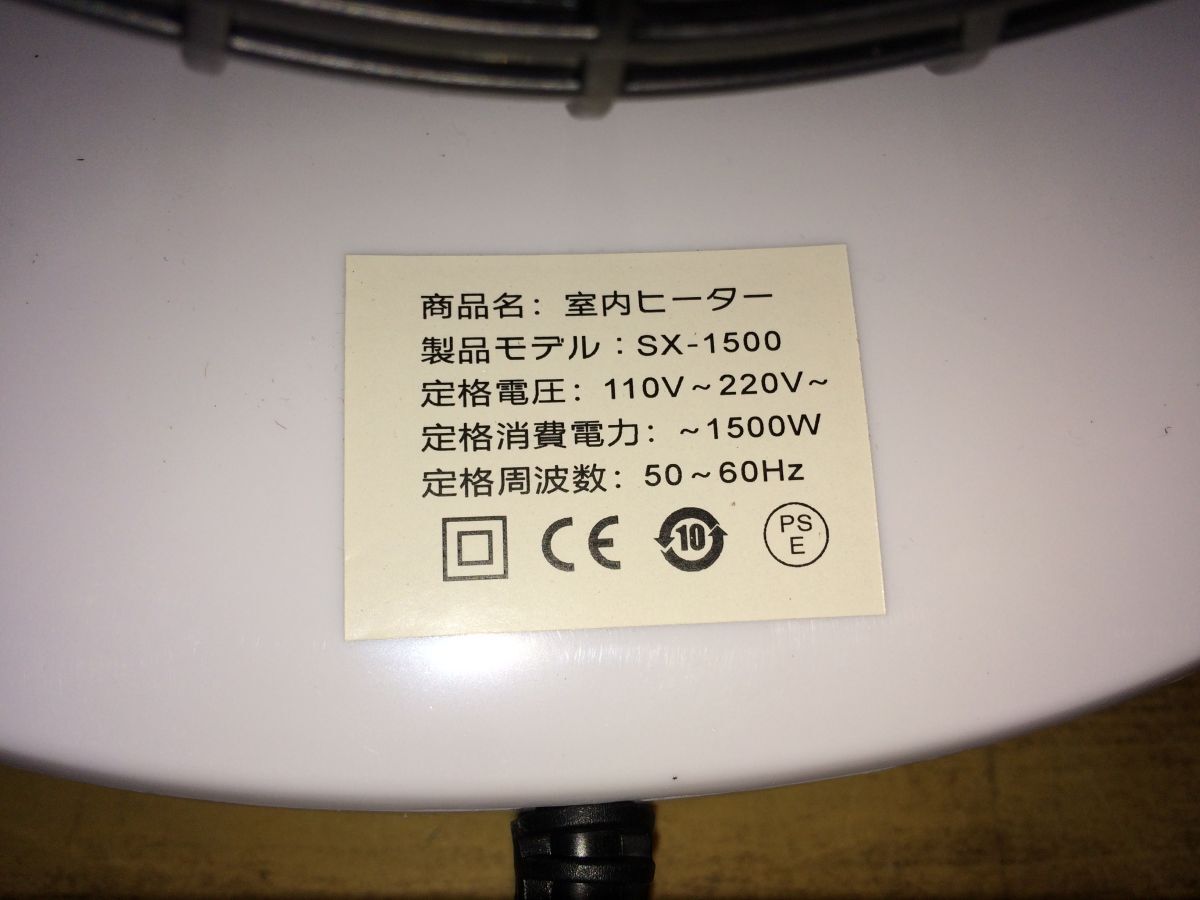 商品名：室内ヒーター
製品モデル：SX-1500
定格電圧：110V～220V～
定格消費電力：～1500W
定格周波数：50～60Hz
CE 10 PS
E